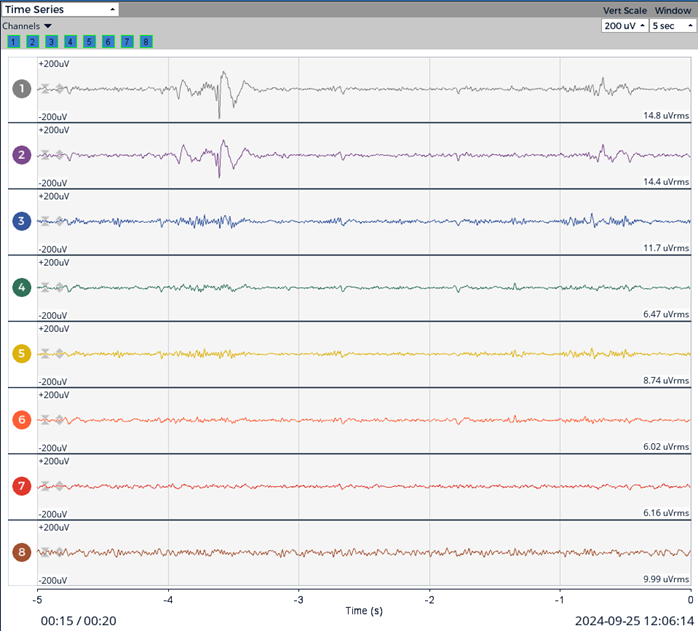 Time Series
Vert Scale Window
Channels
200 uV 5 sec
1 2 3 4 5 6 7 8
+200uV
1
-200uV
14.8 uVrms
+200uV
2
-200uV
14.4 uVrms
+200uV
3
-200uV
11.7 uVrms
+200uV
4
-200uV
6.47 uVrms
+200uV
5
-200uV
8.74 uVrms
+200uV
6
-200uV
6.02 uVrms
+200uV
7
-200uV
6.16 uVrms
+200uV
8
-200uV
9.99 uVrms
-5 -4 -3 -2 -1 0
Time (s)
00:15 / 00:20
2024-09-25 12:06:14